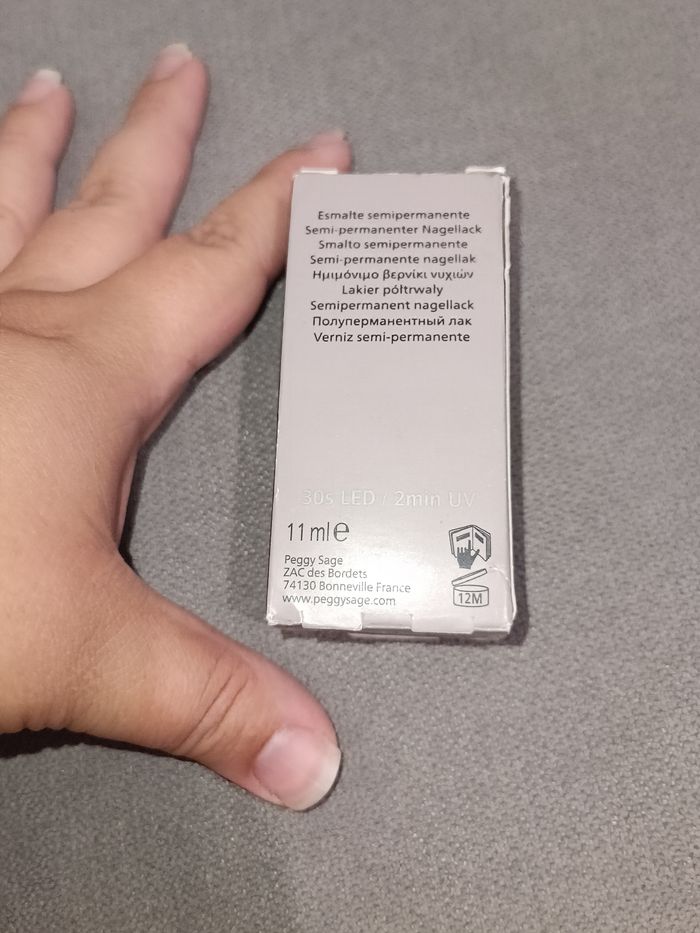 Esmalte semipermanente
Semi-permanenter Nagellack
Smalto semipermanente
Semi-permanente nagellak
Ημιμόνιμο βερνίκι νυχιών
Lakier półtrwały
Semipermanent nagellack
Полуперманентный лак
Verniz semi-permanente
30s LED / 2min UV
11 ml℮
Peggy Sage
ZAC des Bordets
74130 Bonneville France
www.peggysage.com
12M